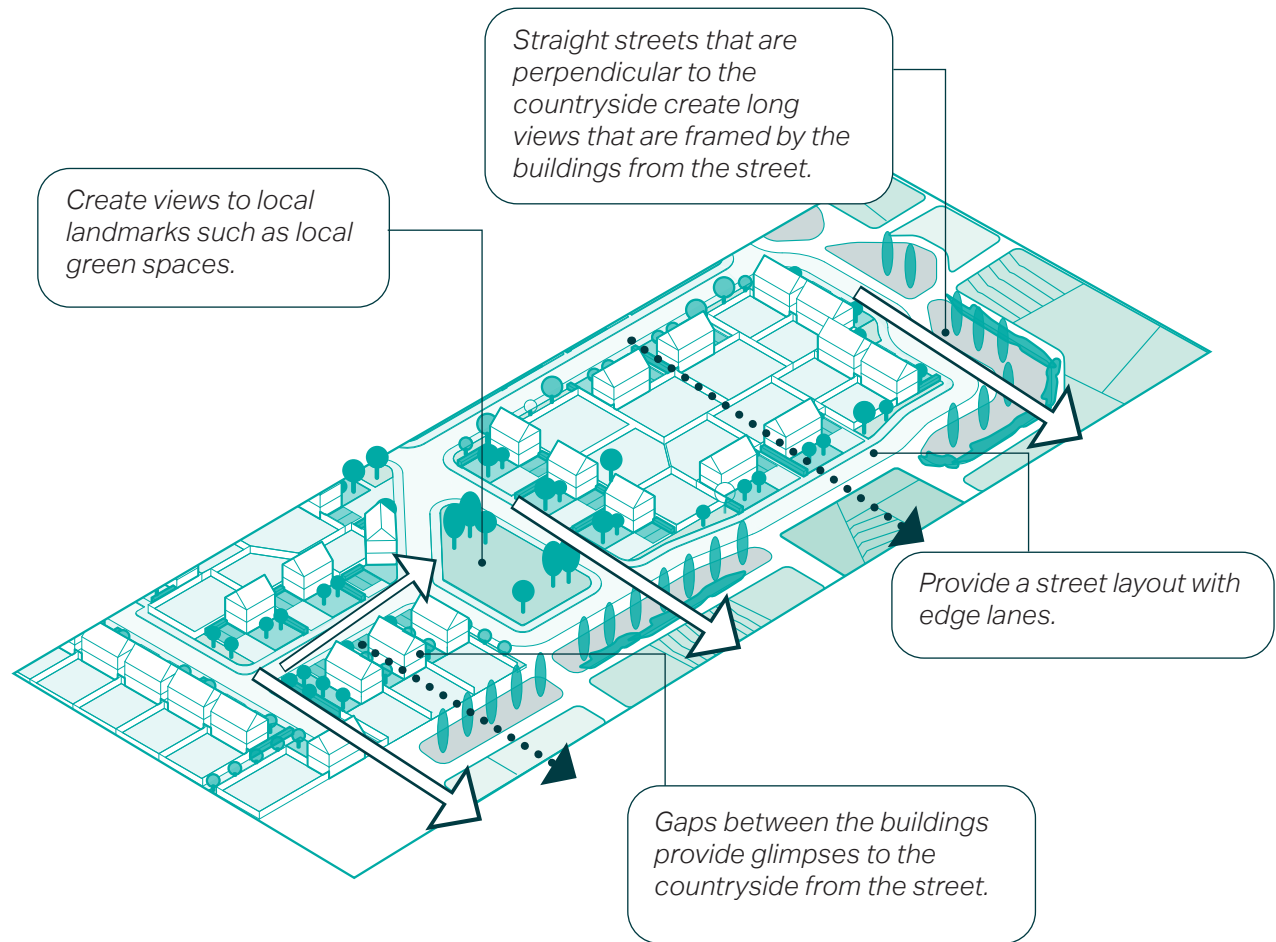 Straight streets that are
perpendicular to the
countryside create long
views that are framed by the
buildings from the street.
Create views to local
landmarks such as local
green spaces.
Provide a street layout with
edge lanes.
Gaps between the buildings
provide glimpses to the
countryside from the street.